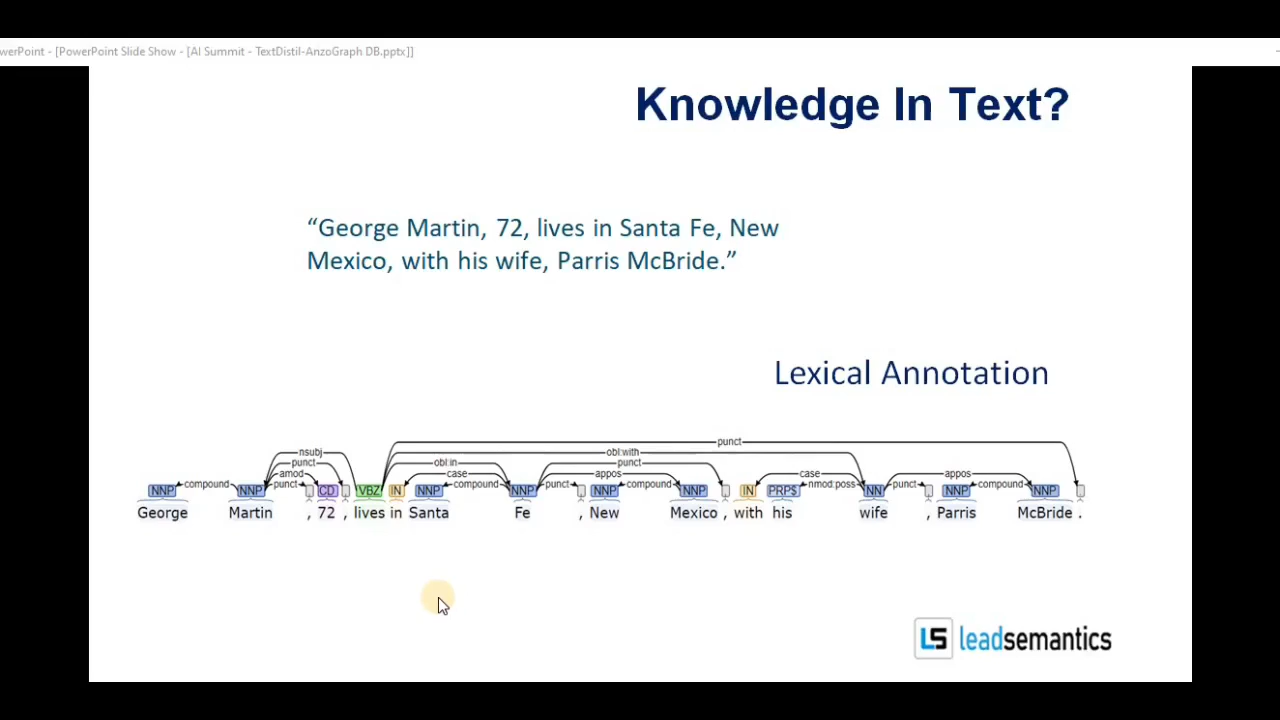 werPoint - [PowerPoint Slide Show - [AI Summit - TextDistil-AnzoGraph DB.pptx]]
Knowledge In Text?
“George Martin, 72, lives in Santa Fe, New
Mexico, with his wife, Parris McBride.”
Lexical Annotation
punct
nsubj obl:with
punct obl:in punct
amod case appos case appos
compound punct compound punct compound nmod:poss punct compound
NNP NNP , CD , VBZ IN NNP NNP , NNP NNP , IN PRP$ NN , NNP NNP .
George Martin , 72 , lives in Santa Fe , New Mexico , with his wife , Parris McBride .
LS leadsemantics